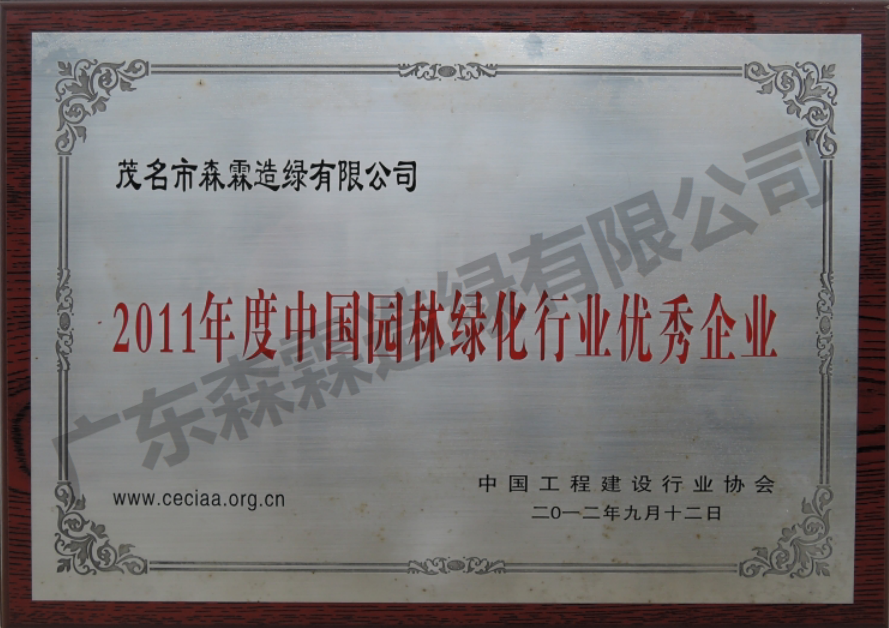 茂名市森霖造绿有限公司
广东森霖造绿有限公司
2011年度中国园林绿化行业优秀企业
www.ceciaa.org.cn
中国工程建设行业协会
二O一二年九月十二日